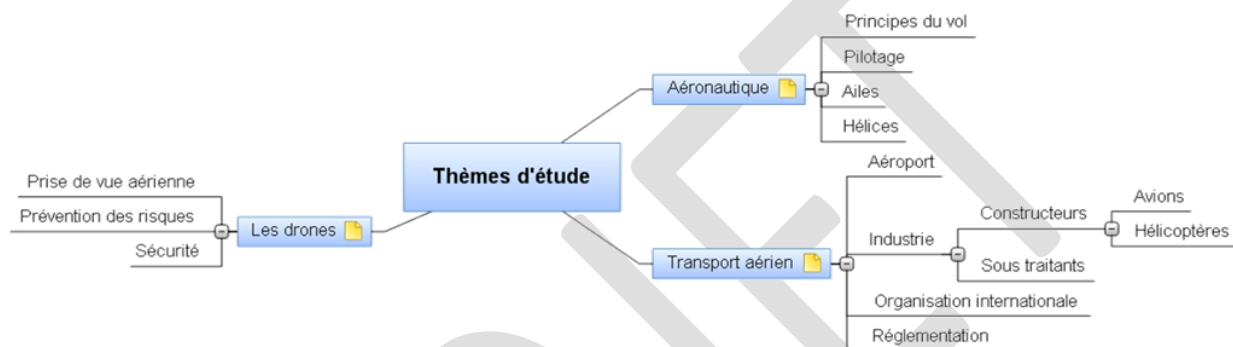 Thèmes d'étude
Aéronautique
Principes du vol
Pilotage
Ailes
Hélices
Transport aérien
Aéroport
Industrie
Constructeurs
Avions
Hélicoptères
Sous traitants
Organisation internationale
Réglementation
Les drones
Prise de vue aérienne
Prévention des risques
Sécurité